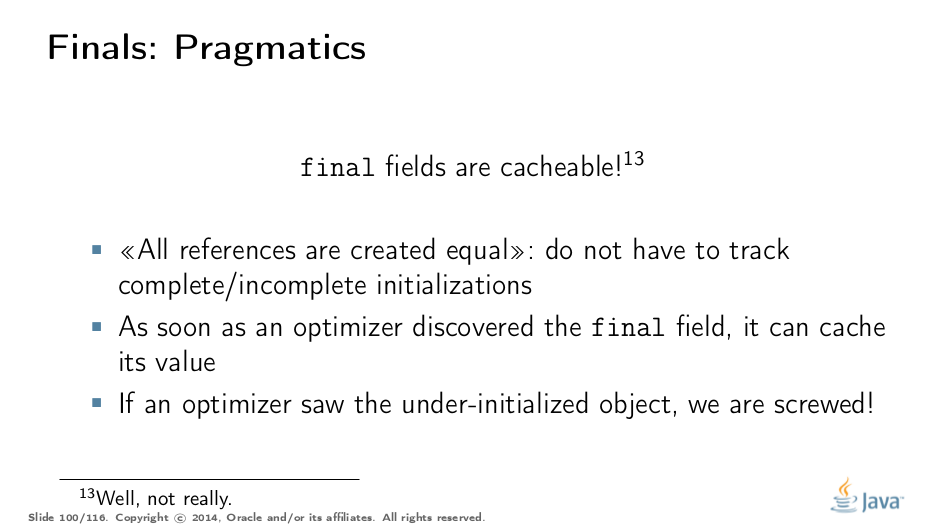 Finals: Pragmatics
final fields are cacheable!¹³
▪ «All references are created equal»: do not have to track
complete/incomplete initializations
▪ As soon as an optimizer discovered the final field, it can cache
its value
▪ If an optimizer saw the under-initialized object, we are screwed!
¹³Well, not really.
Slide 100/116. Copyright © 2014, Oracle and/or its affiliates. All rights reserved.
Java™